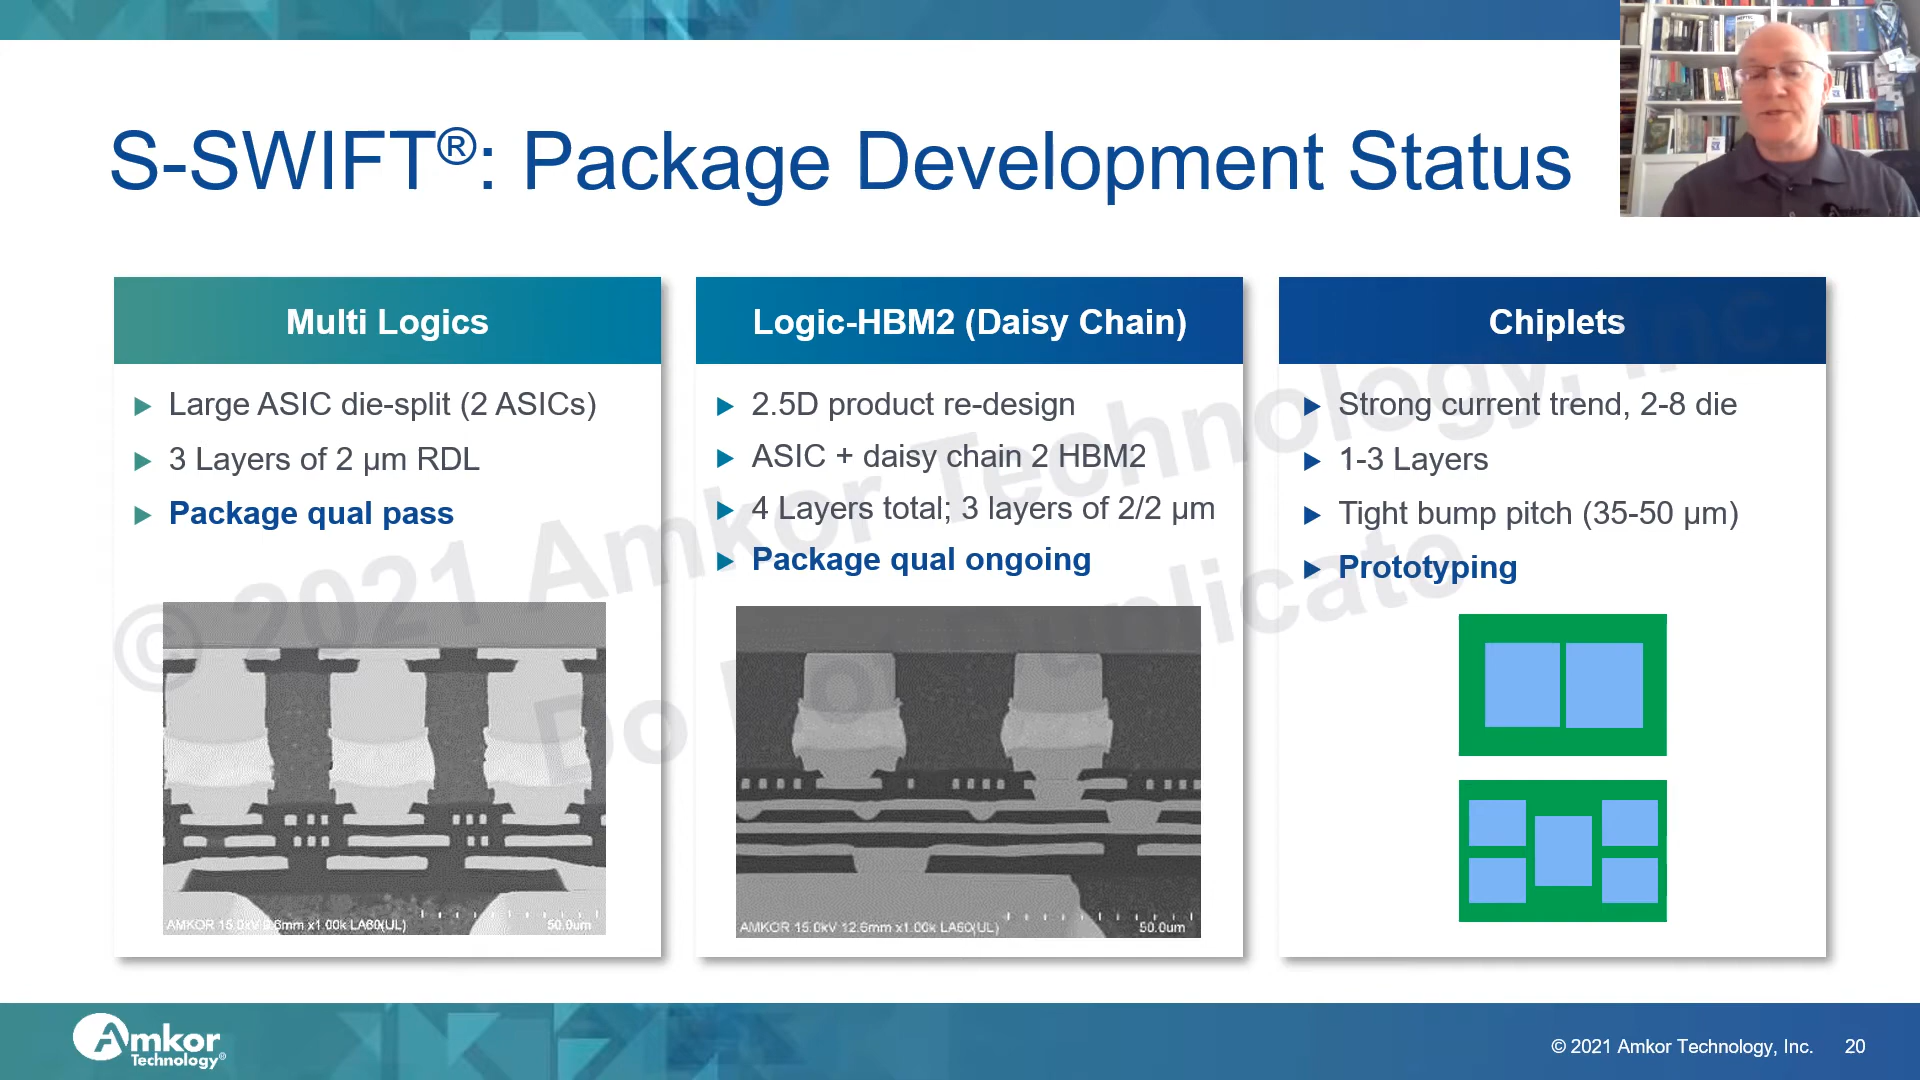 S-SWIFT®: Package Development Status
Multi Logics
Large ASIC die-split (2 ASICs)
3 Layers of 2 µm RDL
Package qual pass
AMKOR 15.0kV 9.6mm x1.00k LA60(UL)
50.0um
Logic-HBM2 (Daisy Chain)
2.5D product re-design
ASIC + daisy chain 2 HBM2
4 Layers total; 3 layers of 2/2 µm
Package qual ongoing
AMKOR 15.0kV 12.6mm x1.00k LA60(UL)
50.0um
Chiplets
Strong current trend, 2-8 die
1-3 Layers
Tight bump pitch (35-50 µm)
Prototyping
© 2021 Amkor Technology, Inc.
Do Not Duplicate
Amkor
Technology®
© 2021 Amkor Technology, Inc.
20
Amkor